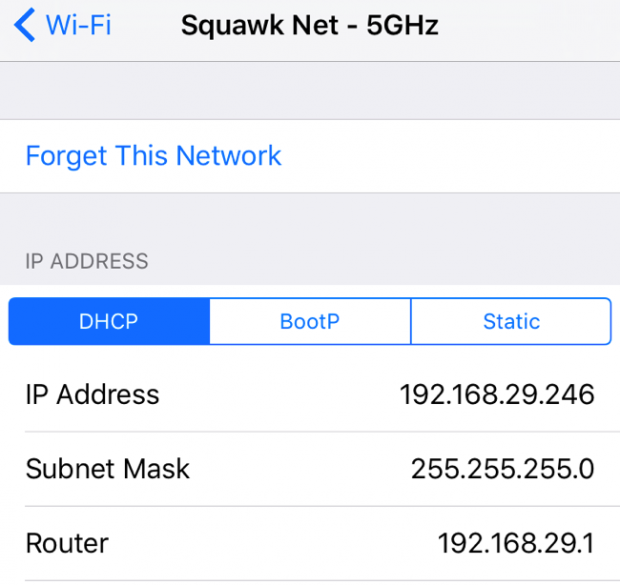 Wi-Fi Squawk Net - 5GHz
Forget This Network
IP ADDRESS
DHCP BootP Static
IP Address 192.168.29.246
Subnet Mask 255.255.255.0
Router 192.168.29.1